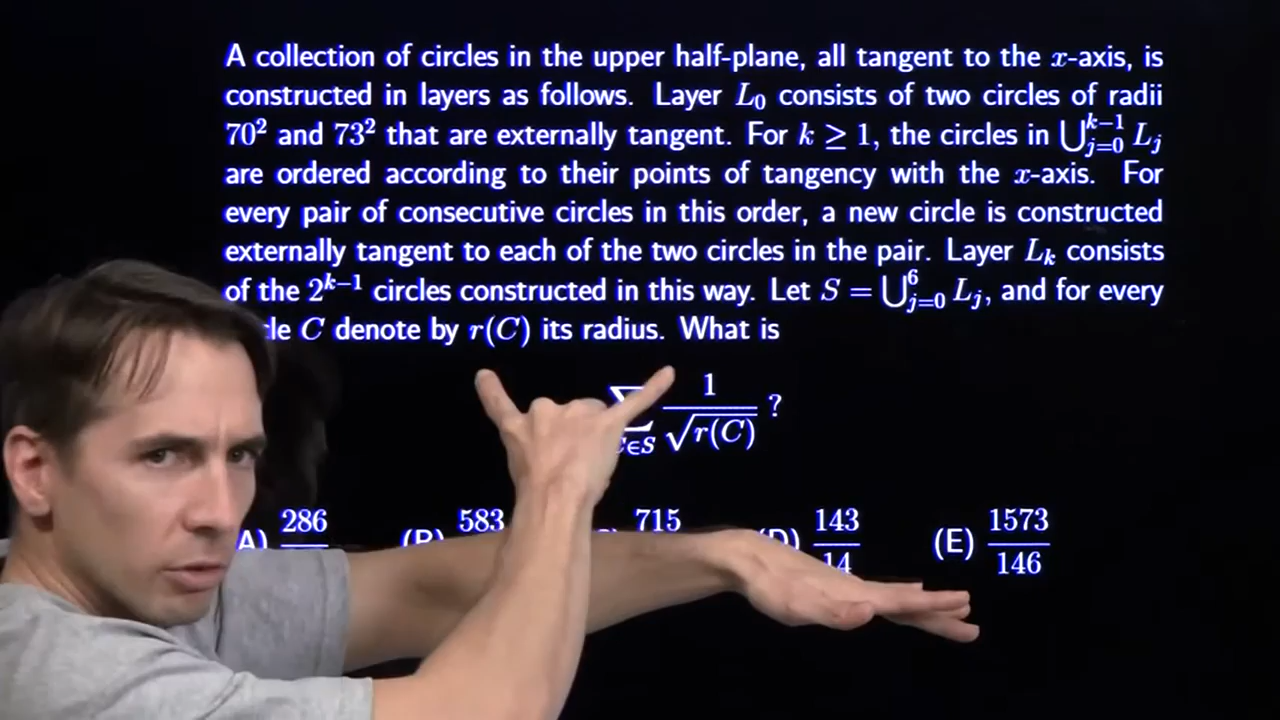 A collection of circles in the upper half-plane, all tangent to the x-axis, is
constructed in layers as follows. Layer L₀ consists of two circles of radii
70² and 73² that are externally tangent. For k ≥ 1, the circles in ⋃_{j=0}^{k−1} L_j
are ordered according to their points of tangency with the x-axis. For
every pair of consecutive circles in this order, a new circle is constructed
externally tangent to each of the two circles in the pair. Layer L_k consists
of the 2^{k−1} circles constructed in this way. Let S = ⋃_{j=0}^{6} L_j, and for every
C denote by r(C) its radius. What is
∑_{C∈S} 1/√r(C) ?
286 583 715 143/14 (E) 1573/146